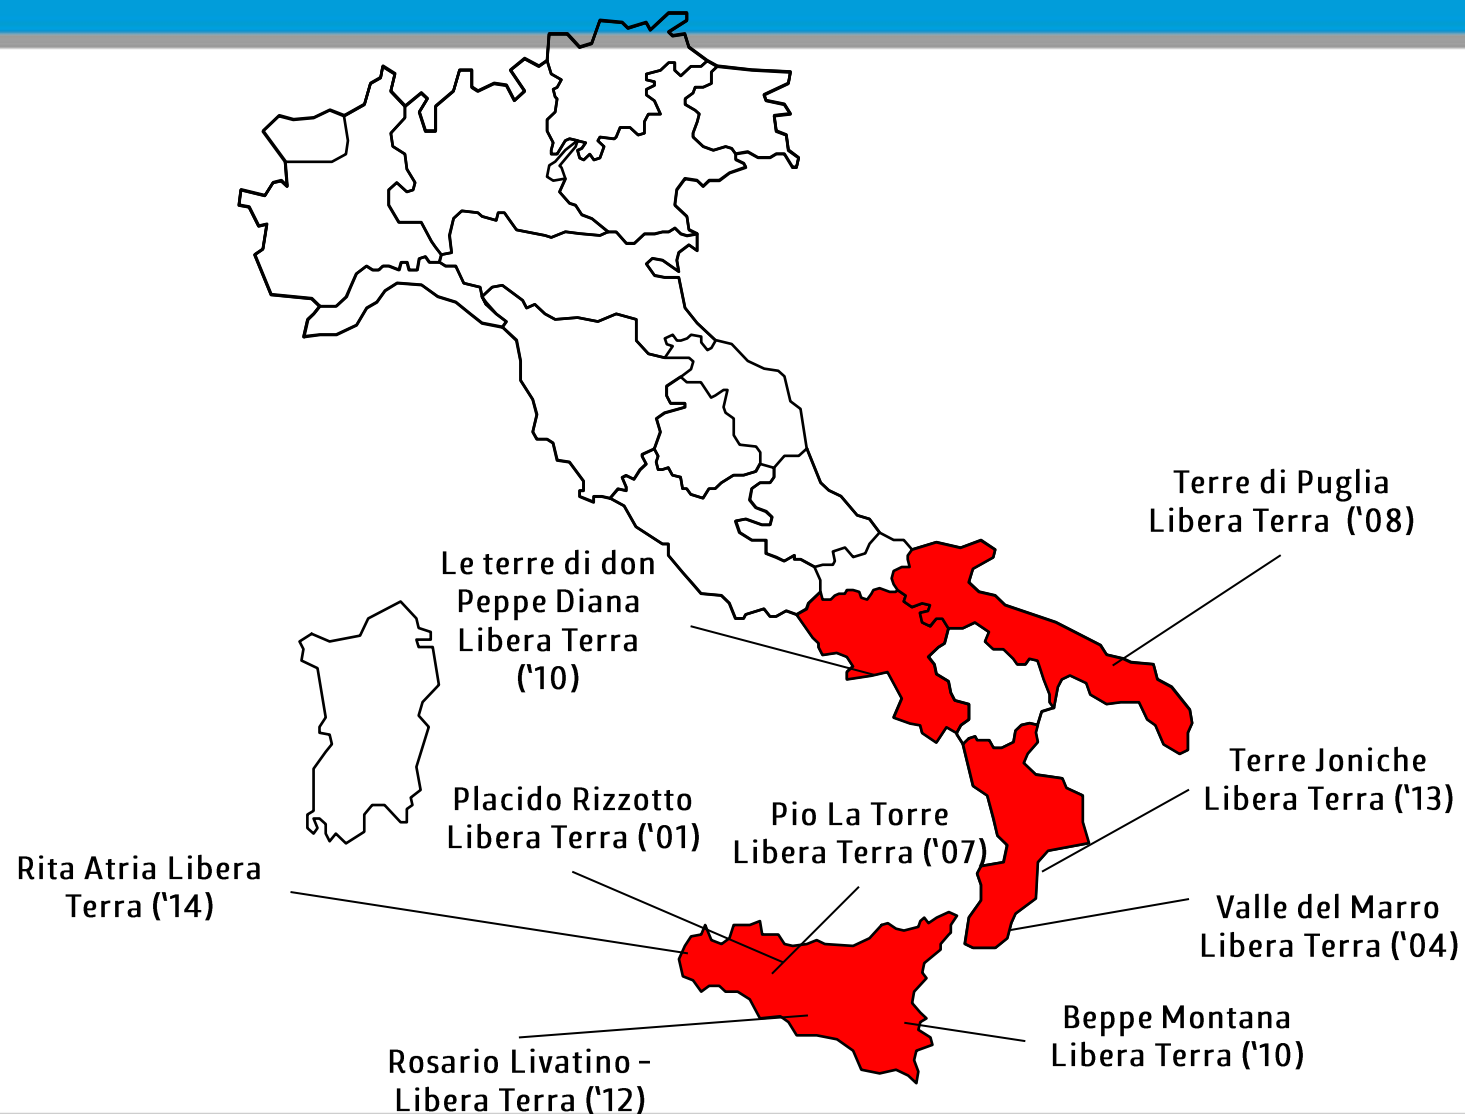 Terre di Puglia
Libera Terra (‘08)
Le terre di don
Peppe Diana
Libera Terra
(‘10)
Terre Joniche
Libera Terra (‘13)
Placido Rizzotto
Libera Terra (‘01)
Pio La Torre
Libera Terra (‘07)
Rita Atria Libera
Terra (‘14)
Valle del Marro
Libera Terra (‘04)
Beppe Montana
Libera Terra (‘10)
Rosario Livatino –
Libera Terra (‘12)